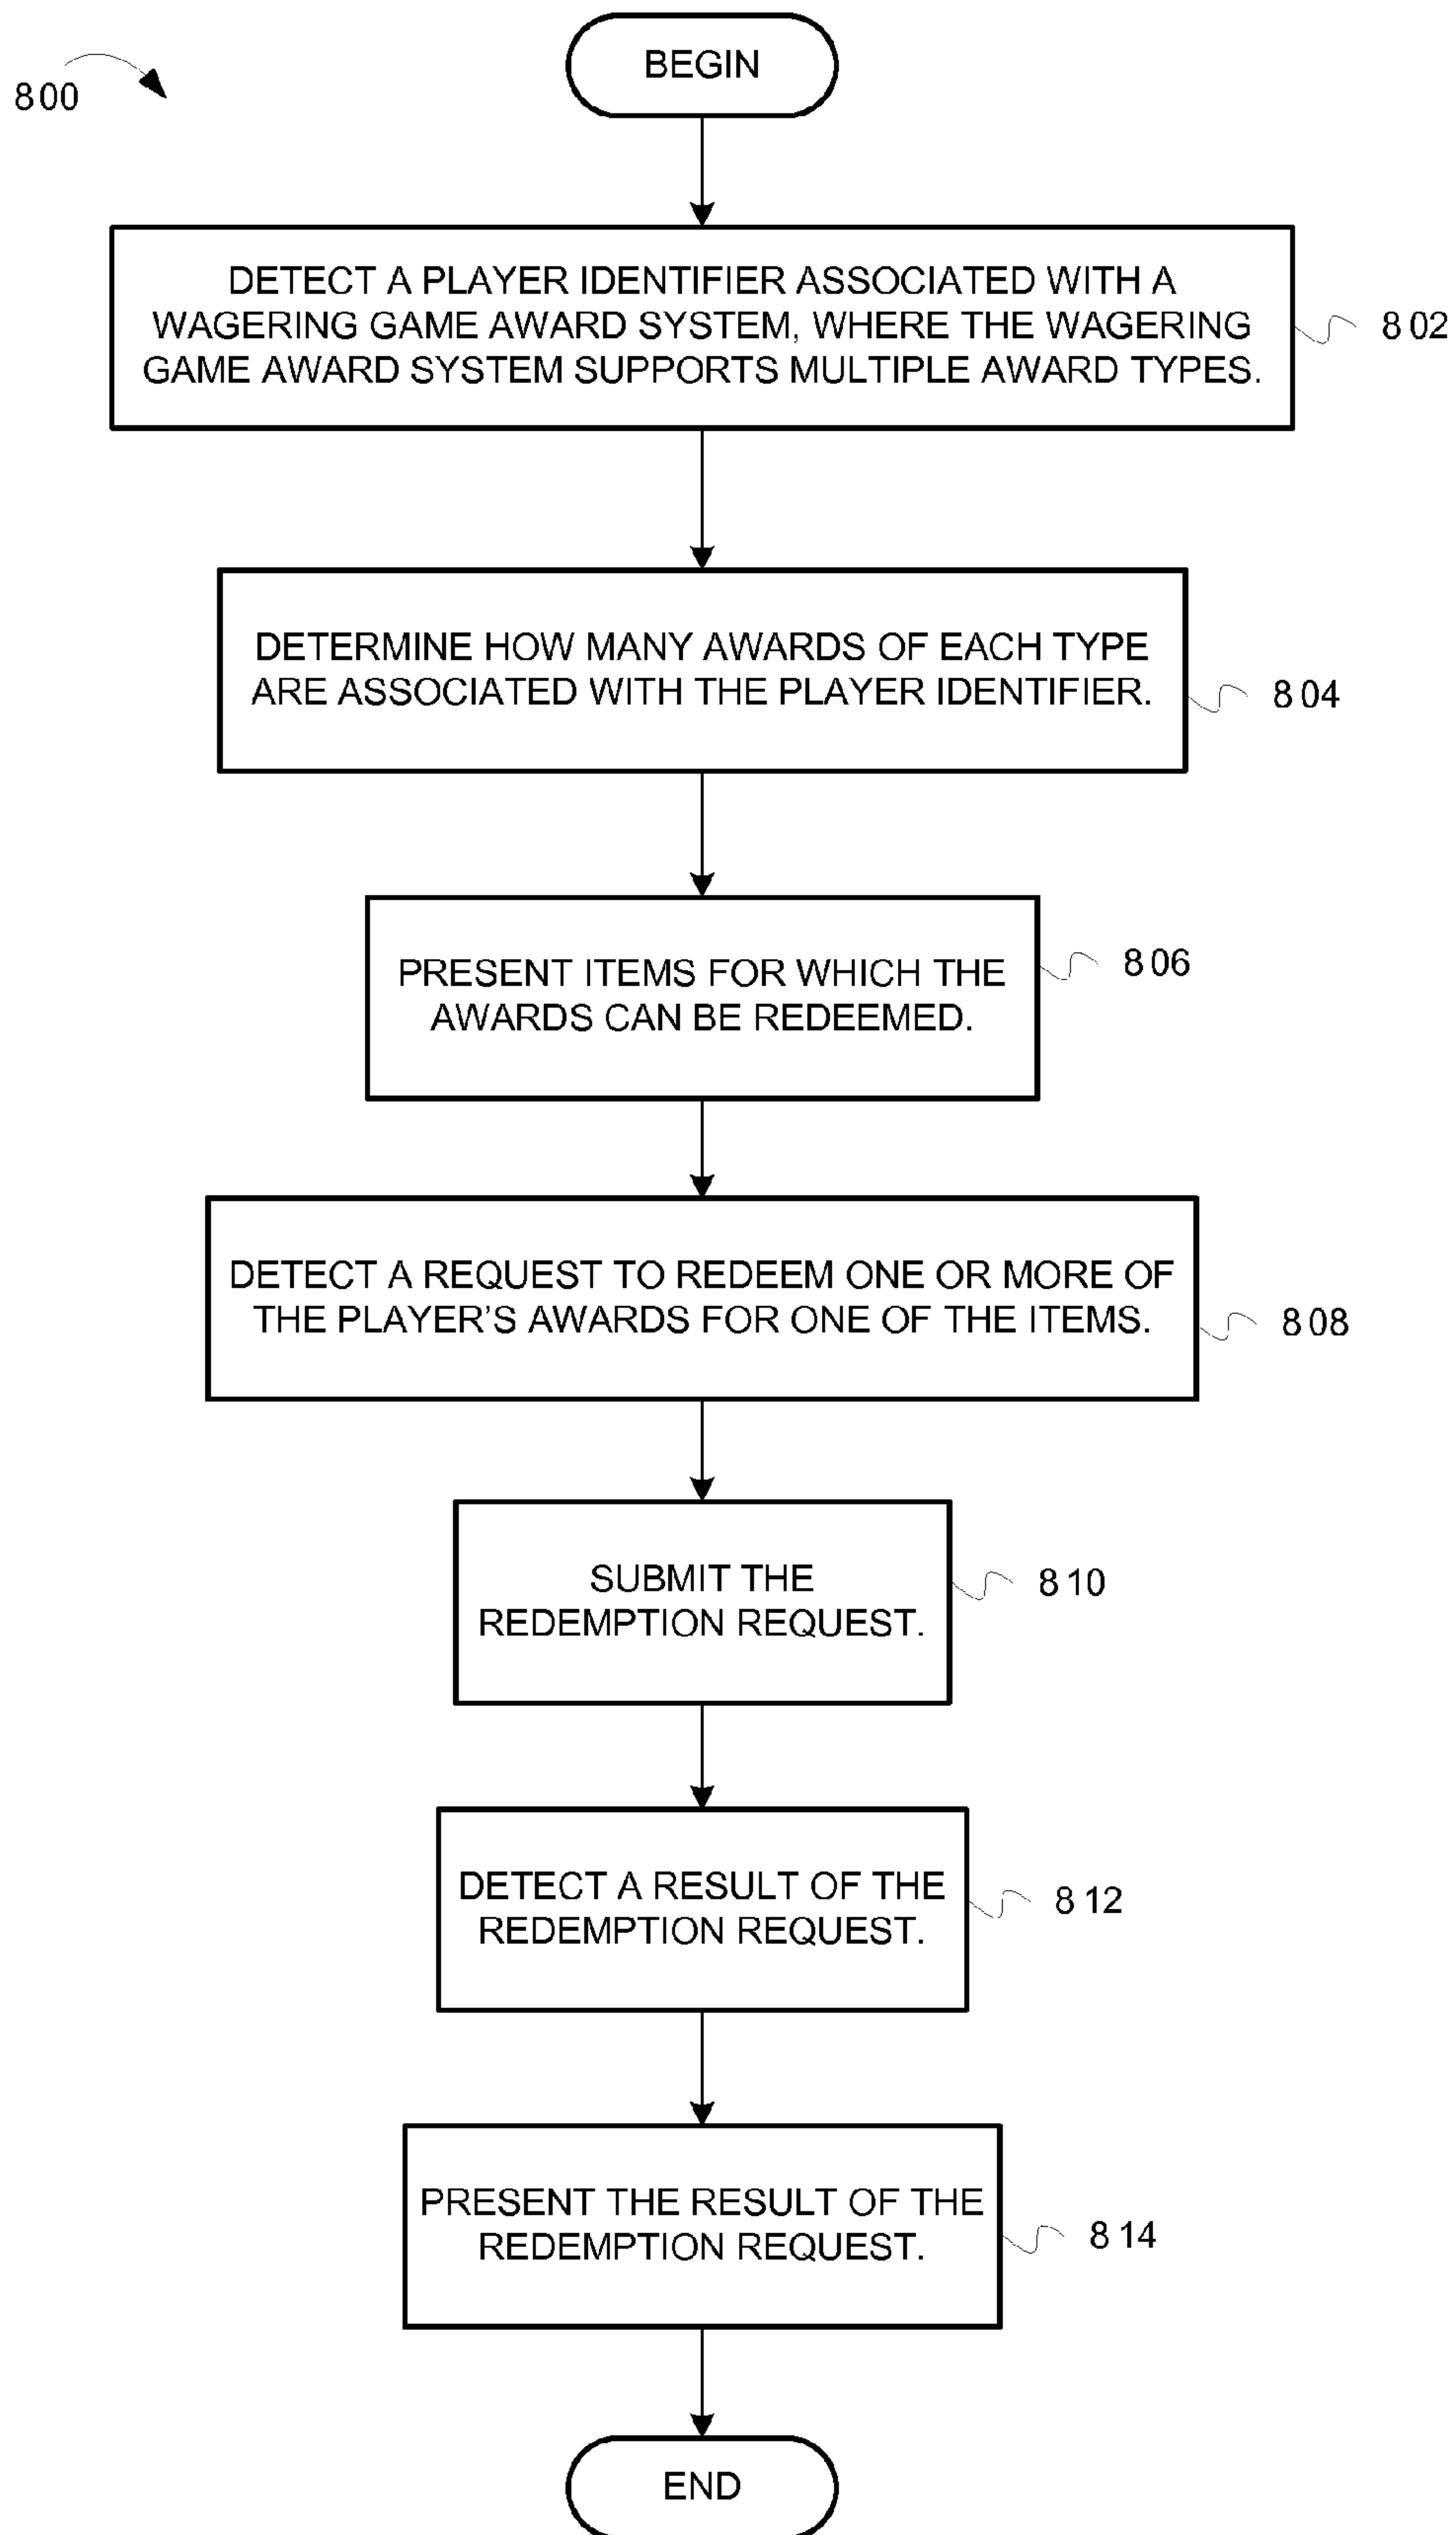 BEGIN
800
DETECT A PLAYER IDENTIFIER ASSOCIATED WITH A
WAGERING GAME AWARD SYSTEM, WHERE THE WAGERING
GAME AWARD SYSTEM SUPPORTS MULTIPLE AWARD TYPES.
802
DETERMINE HOW MANY AWARDS OF EACH TYPE
ARE ASSOCIATED WITH THE PLAYER IDENTIFIER.
804
PRESENT ITEMS FOR WHICH THE
AWARDS CAN BE REDEEMED.
806
DETECT A REQUEST TO REDEEM ONE OR MORE OF
THE PLAYER'S AWARDS FOR ONE OF THE ITEMS.
808
SUBMIT THE
REDEMPTION REQUEST.
810
DETECT A RESULT OF THE
REDEMPTION REQUEST.
812
PRESENT THE RESULT OF THE
REDEMPTION REQUEST.
814
END